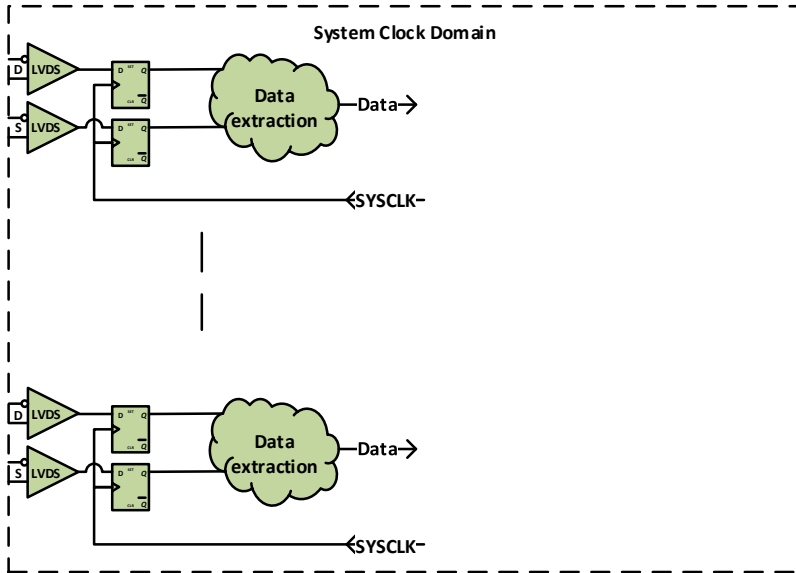 System Clock Domain
D
LVDS
D
SET
Q
CLR
Q
Data
extraction
Data
S
LVDS
D
SET
Q
CLR
Q
SYSCLK
D
LVDS
D
SET
Q
CLR
Q
Data
extraction
Data
S
LVDS
D
SET
Q
CLR
Q
SYSCLK